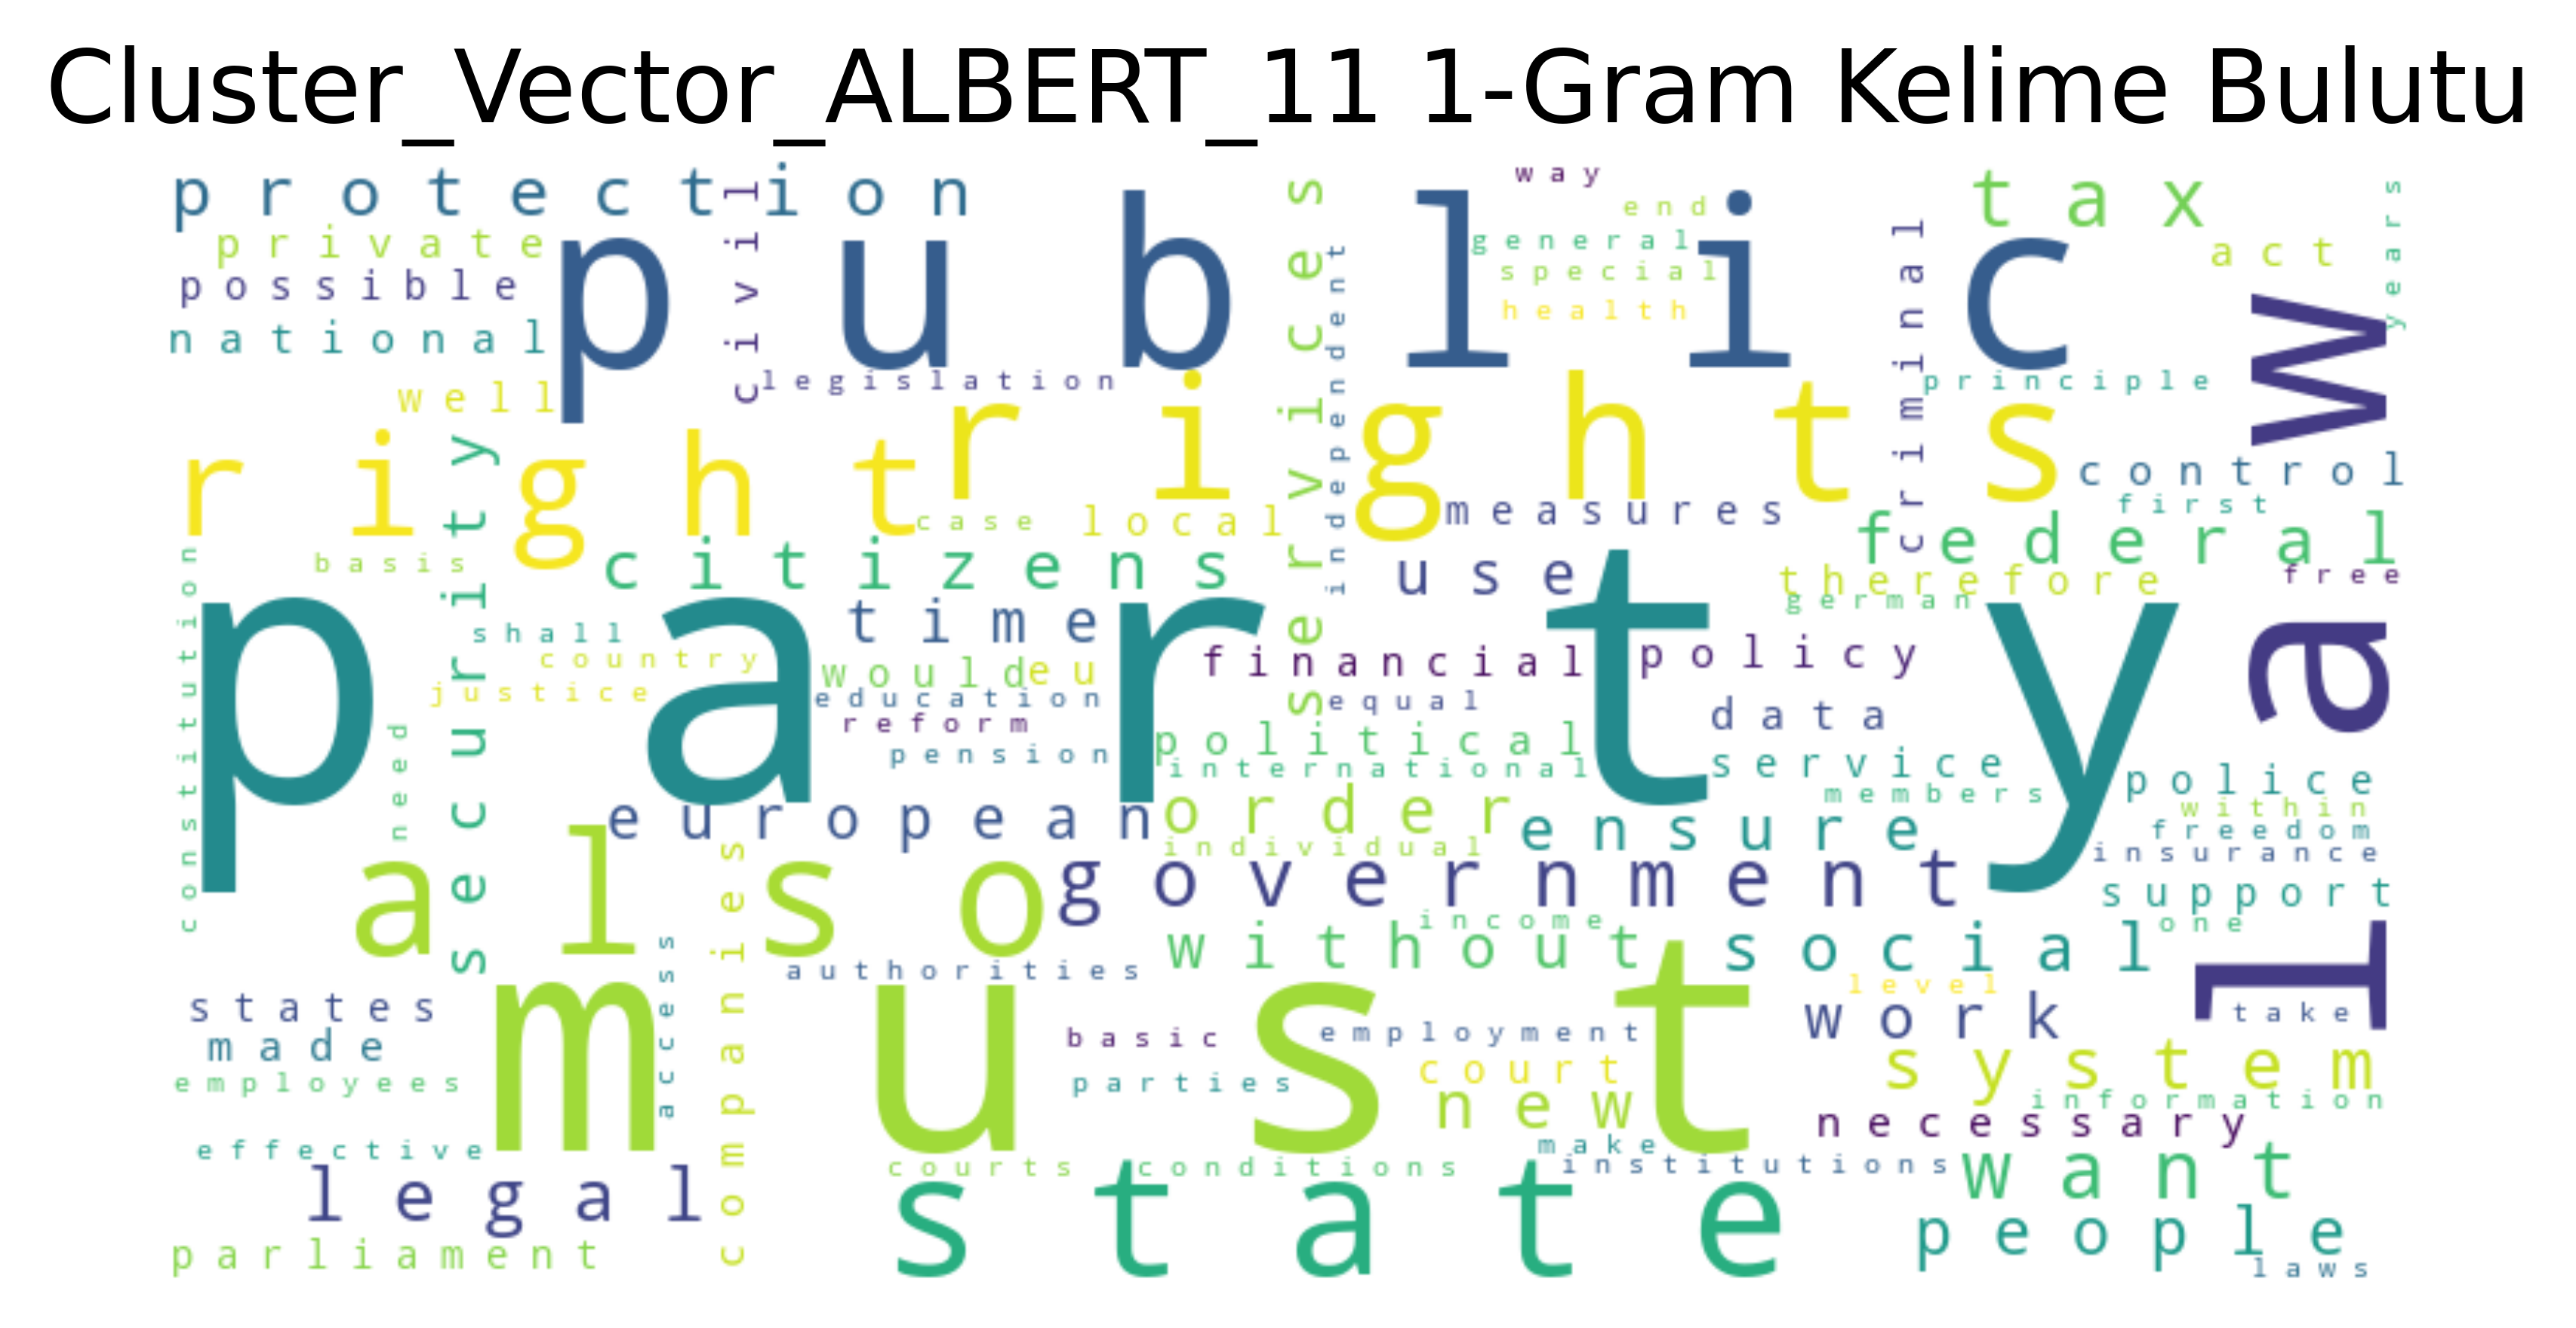 Cluster_Vector_ALBERT_11 1-Gram Kelime Bulutu
protection
civil
public
services
way
end
general
special
health
tax
act
years
private
possible
national
well
legislation
independent
criminal
principle
law
right
rights
control
first
security
case
local
measures
federal
basis
citizens
use
therefore
free
german
constitution
party
shall
time
country
would
eu
financial
policy
justice
education
equal
data
reform
need
pension
political
international
service
members
police
within
european
order
ensure
freedom
individual
insurance
also
government
support
income
one
companies
access
authorities
without
social
level
states
must
work
take
made
basic
employment
court
system
employees
parties
new
information
necessary
effective
make
courts
conditions
institutions
want
legal
state
people
parliament
laws